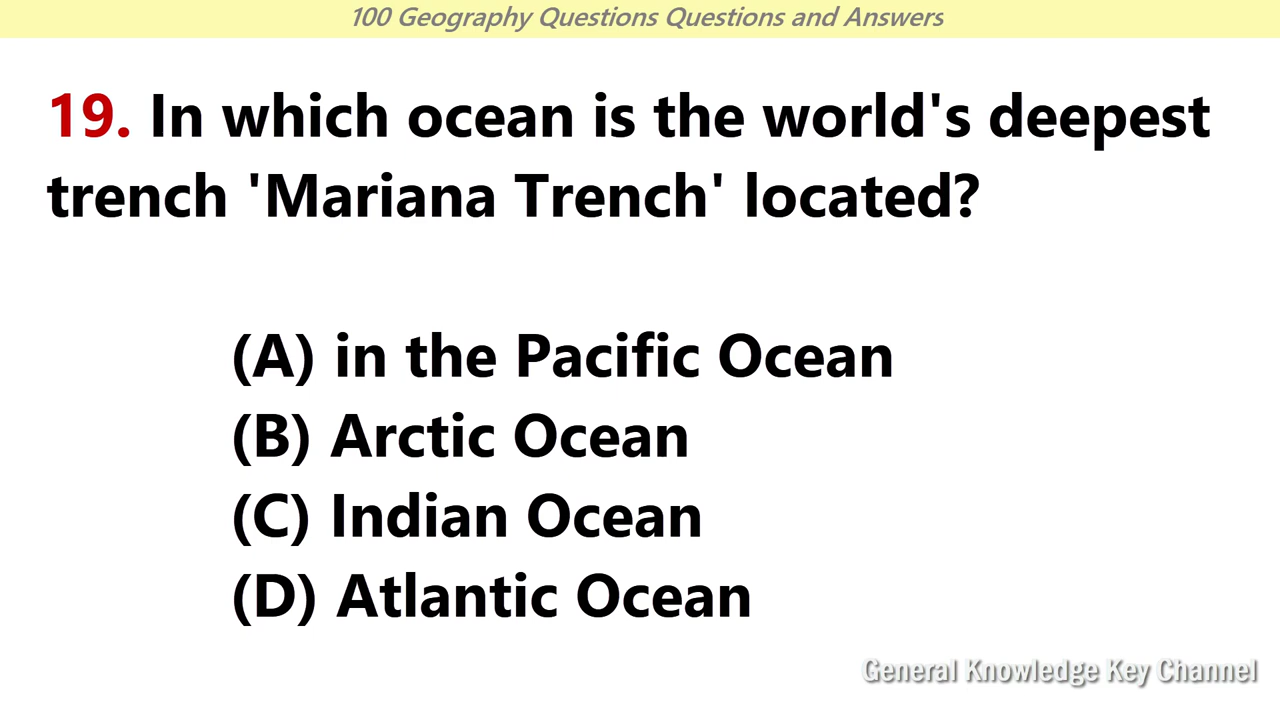 100 Geography Questions Questions and Answers
19. In which ocean is the world's deepest
trench 'Mariana Trench' located?
(A) in the Pacific Ocean
(B) Arctic Ocean
(C) Indian Ocean
(D) Atlantic Ocean
General Knowledge Key Channel